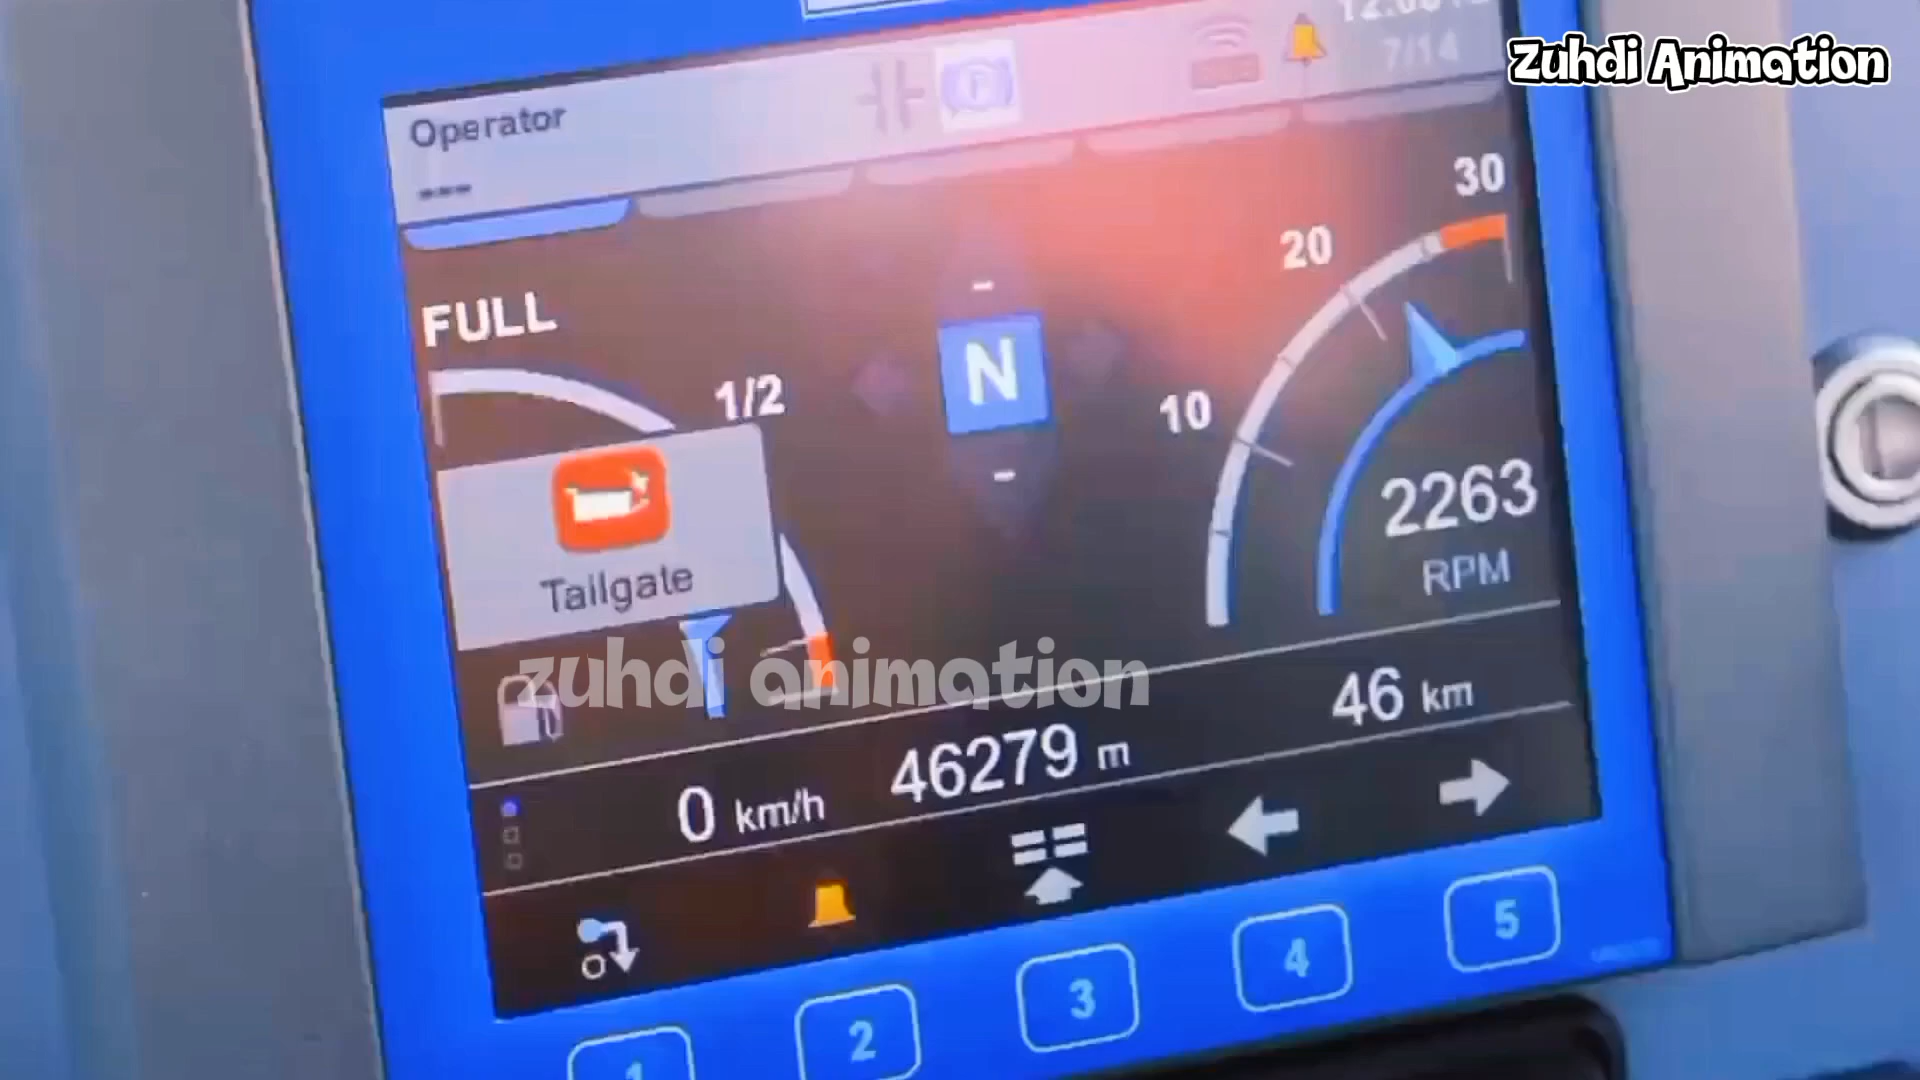 Zuhdi Animation
7/14
Operator
---
30
20
FULL
1/2
N
10
2263
RPM
Tailgate
zuhdi animation
46 km
46279 m
0 km/h
5
4
3
2
1